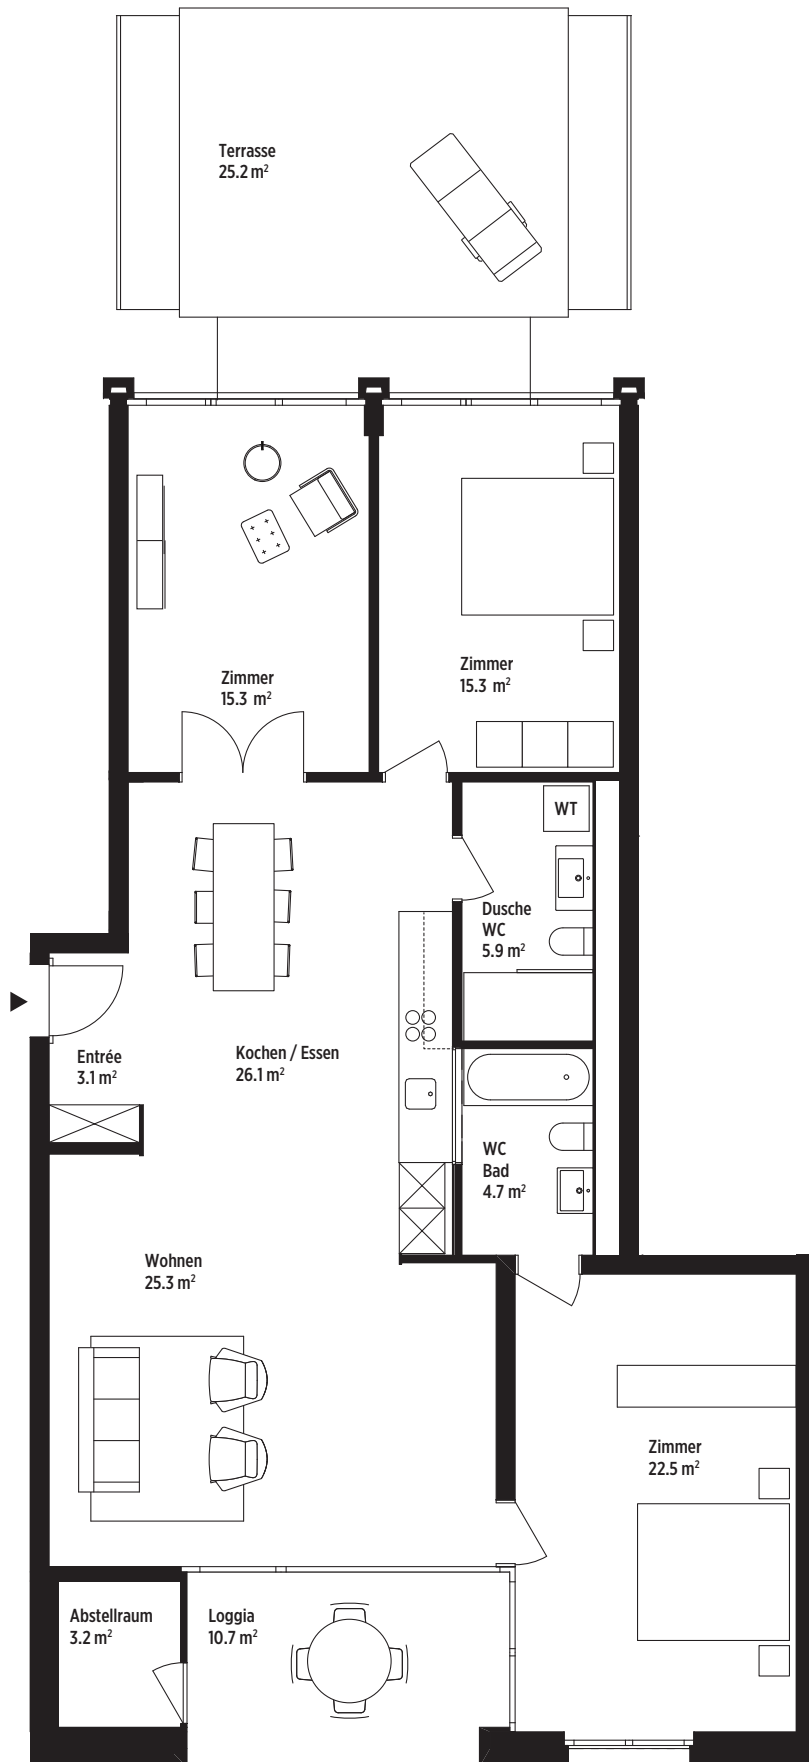 Terrasse
25.2 m²
Zimmer
15.3 m²
Zimmer
15.3 m²
WT
Dusche
WC
5.9 m²
Entrée
3.1 m²
Kochen / Essen
26.1 m²
WC
Bad
4.7 m²
Wohnen
25.3 m²
Zimmer
22.5 m²
Abstellraum
3.2 m²
Loggia
10.7 m²